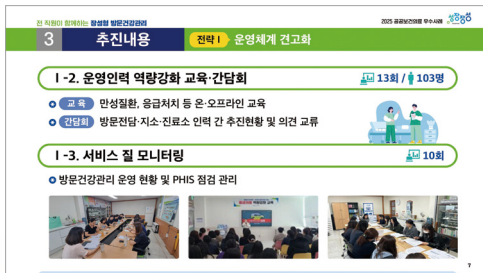 전 직원이 함께하는 장성형 방문건강관리
2025 공공보건의료 우수사례
3 추진내용 전략 I 운영체계 견고화
I-2. 운영인력 역량강화 교육·간담회 13회 / 103명
교육 만성질환, 응급처치 등 온·오프라인 교육
간담회 방문전담·지소·진료소 인력 간 추진현황 및 의견 교류
I-3. 서비스 질 모니터링 10회
방문건강관리 운영 현황 및 PHIS 점검 관리
7